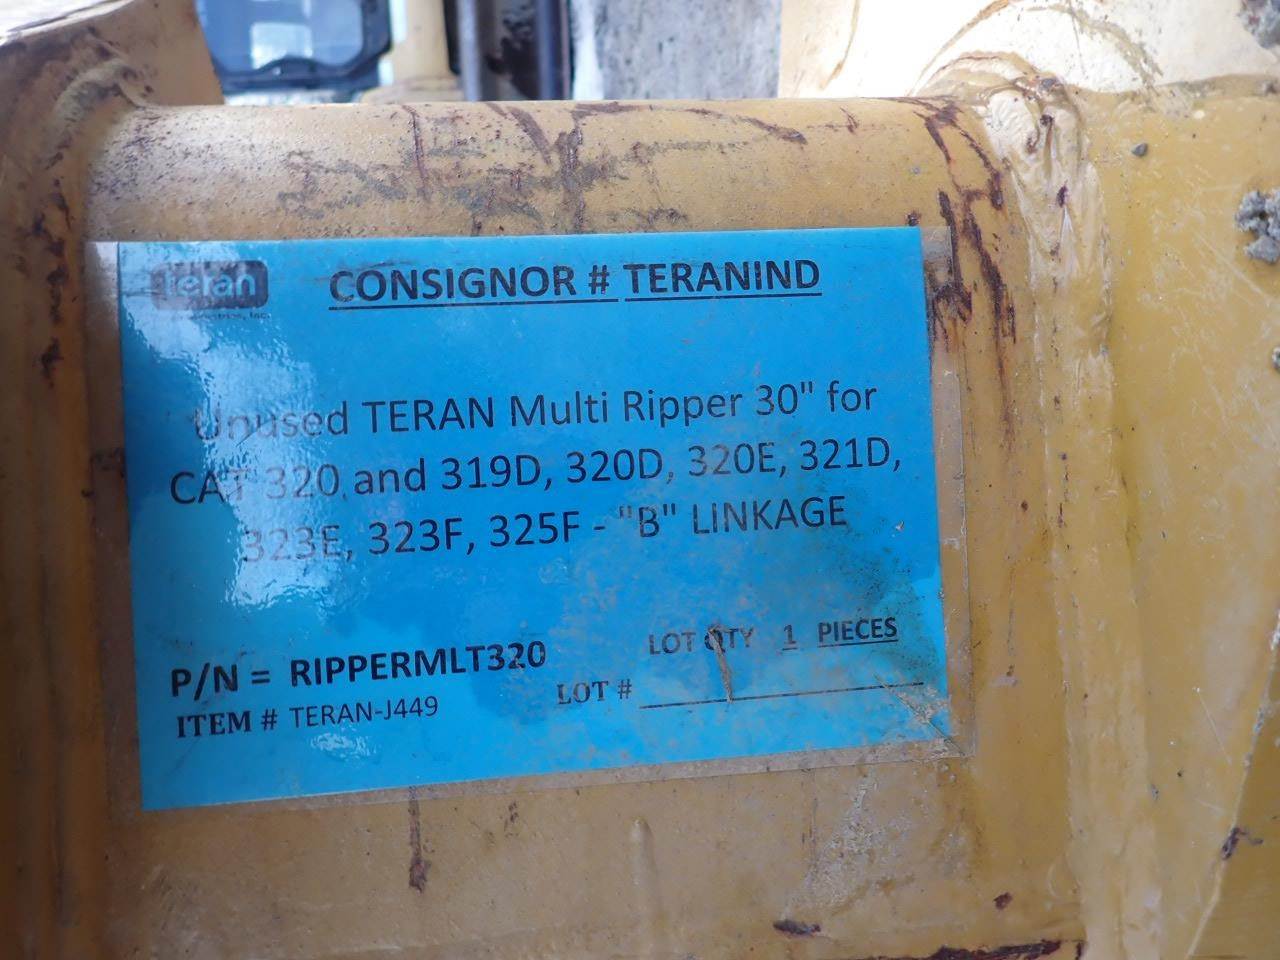 Teran
CONSIGNOR # TERANIND
Unused TERAN Multi Ripper 30" for
CAT 320 and 319D, 320D, 320E, 321D,
323E, 323F, 325F - "B" LINKAGE
LOT QTY 1 PIECES
P/N = RIPPERMLT320
LOT #
ITEM # TERAN-J449